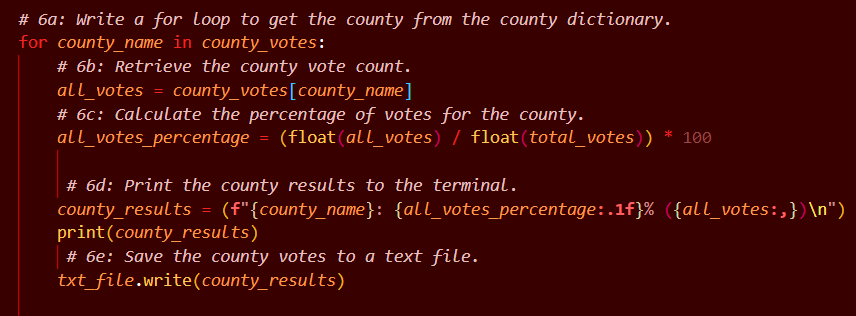 # 6a: Write a for loop to get the county from the county dictionary.
for county_name in county_votes:
    # 6b: Retrieve the county vote count.
    all_votes = county_votes[county_name]
    # 6c: Calculate the percentage of votes for the county.
    all_votes_percentage = (float(all_votes) / float(total_votes)) * 100
     # 6d: Print the county results to the terminal.
    county_results = (f"{county_name}: {all_votes_percentage:.1f}% ({all_votes:,})\n")
    print(county_results)
     # 6e: Save the county votes to a text file.
    txt_file.write(county_results)